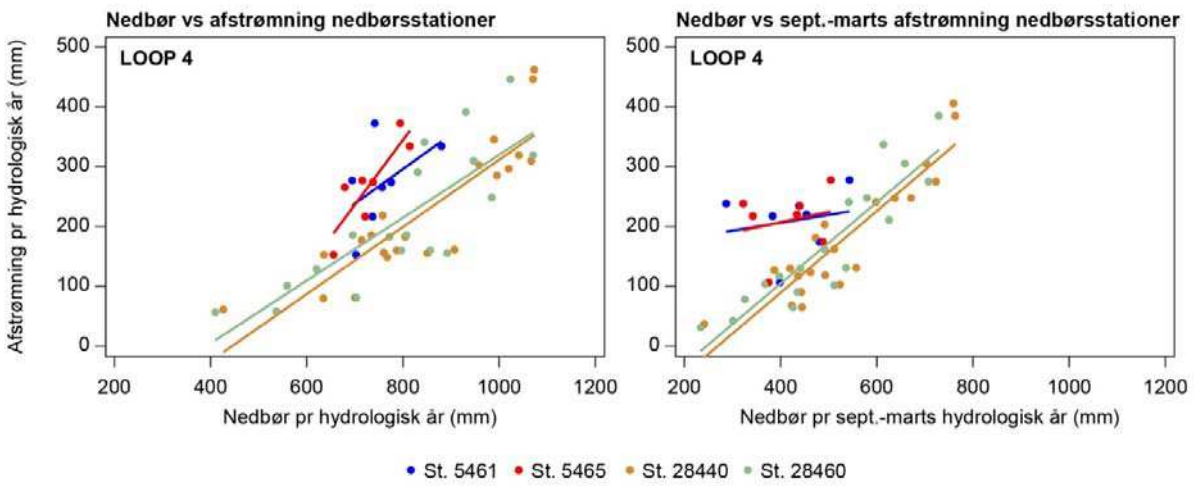 Nedbør vs afstrømning nedbørsstationer
Afstrømning pr hydrologisk år (mm)
LOOP 4
500
400
300
200
100
0
200 400 600 800 1000 1200
Nedbør pr hydrologisk år (mm)
Nedbør vs sept.-marts afstrømning nedbørsstationer
LOOP 4
500
400
300
200
100
0
200 400 600 800 1000 1200
Nedbør pr sept.-marts hydrologisk år (mm)
St. 5461 St. 5465 St. 28440 St. 28460